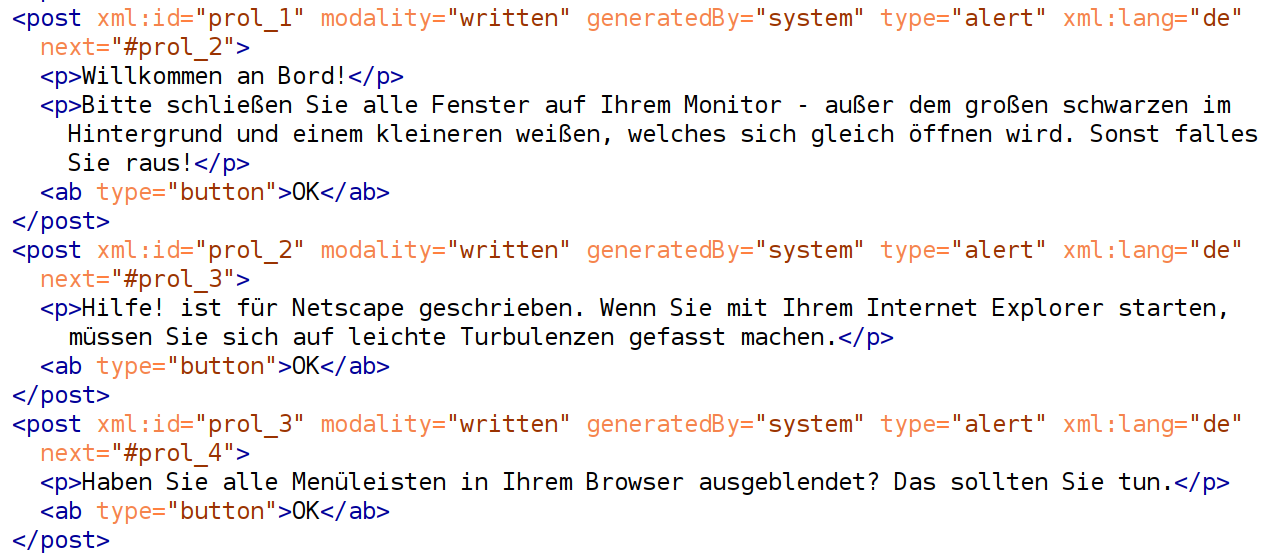 <post xml:id="prol_1" modality="written" generatedBy="system" type="alert" xml:lang="de"
next="#prol_2">
<p>Willkommen an Bord!</p>
<p>Bitte schließen Sie alle Fenster auf Ihrem Monitor - außer dem großen schwarzen im
Hintergrund und einem kleineren weißen, welches sich gleich öffnen wird. Sonst falles
Sie raus!</p>
<ab type="button">OK</ab>
</post>
<post xml:id="prol_2" modality="written" generatedBy="system" type="alert" xml:lang="de"
next="#prol_3">
<p>Hilfe! ist für Netscape geschrieben. Wenn Sie mit Ihrem Internet Explorer starten,
müssen Sie sich auf leichte Turbulenzen gefasst machen.</p>
<ab type="button">OK</ab>
</post>
<post xml:id="prol_3" modality="written" generatedBy="system" type="alert" xml:lang="de"
next="#prol_4">
<p>Haben Sie alle Menüleisten in Ihrem Browser ausgeblendet? Das sollten Sie tun.</p>
<ab type="button">OK</ab>
</post>